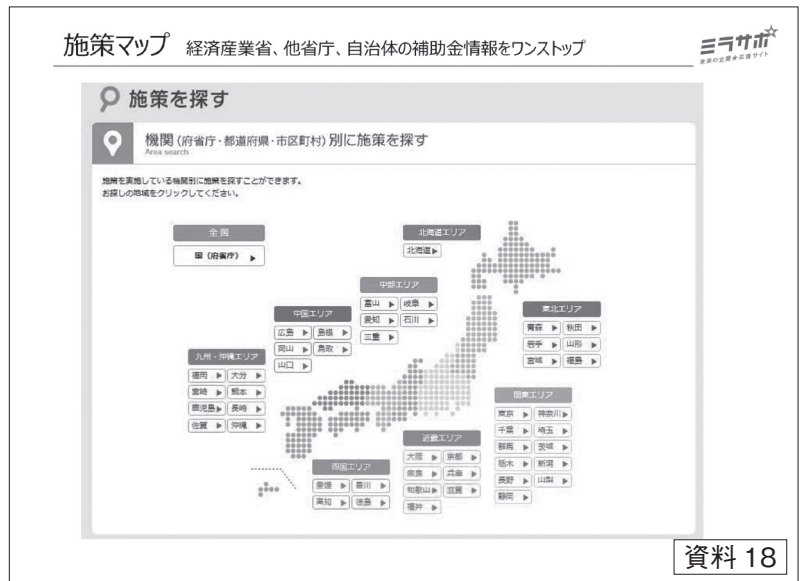 施策マップ 経済産業省、他省庁、自治体の補助金情報をワンストップ
ミラサポ
未来の企業★応援サイト
施策を探す
機関(府省庁・都道府県・市区町村)別に施策を探す
Area search
施策を実施している機関別に施策を探すことができます。
お探しの地域をクリックしてください。
全国
国(府省庁)
北海道エリア
北海道
中部エリア
富山 岐阜
愛知 石川
三重
中国エリア
広島 島根
岡山 鳥取
山口
東北エリア
青森 秋田
岩手 山形
宮城 福島
九州・沖縄エリア
福岡 大分
宮崎 熊本
鹿児島 長崎
佐賀 沖縄
関東エリア
東京 神奈川
千葉 埼玉
群馬 茨城
栃木 新潟
長野 山梨
静岡
近畿エリア
大阪 京都
奈良 兵庫
和歌山 滋賀
福井
四国エリア
愛媛 香川
高知 徳島
資料 18